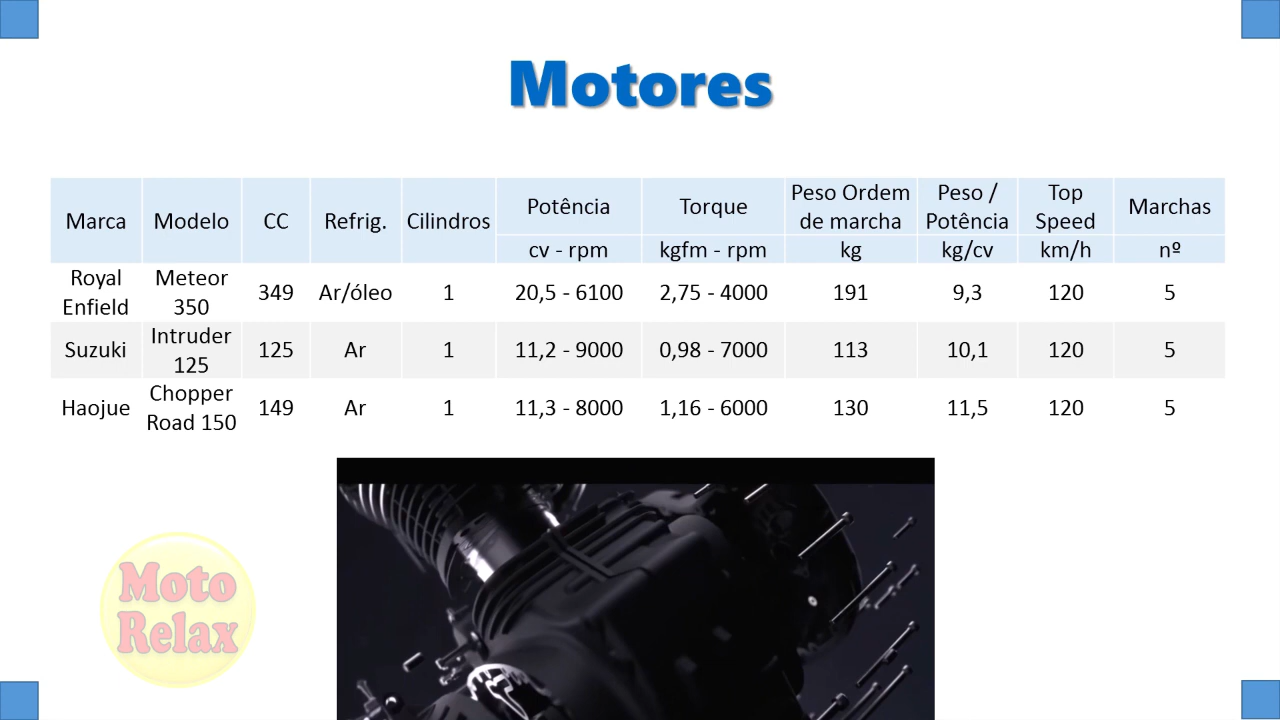 Motores
Marca Modelo CC Refrig. Cilindros Potência Torque Peso Ordem de marcha Peso / Potência Top Speed Marchas
cv - rpm kgfm - rpm kg kg/cv km/h nº
Royal Enfield Meteor 350 349 Ar/óleo 1 20,5 - 6100 2,75 - 4000 191 9,3 120 5
Suzuki Intruder 125 125 Ar 1 11,2 - 9000 0,98 - 7000 113 10,1 120 5
Haojue Chopper Road 150 149 Ar 1 11,3 - 8000 1,16 - 6000 130 11,5 120 5
Moto
Relax